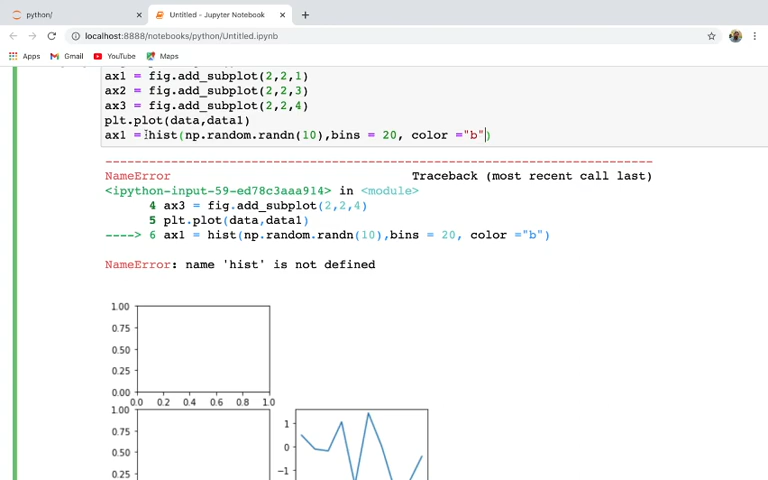 python/
Untitled - Jupyter Notebook
localhost:8888/notebooks/python/Untitled.ipynb
Apps
Gmail
YouTube
Maps
ax1 = fig.add_subplot(2,2,1)
ax2 = fig.add_subplot(2,2,3)
ax3 = fig.add_subplot(2,2,4)
plt.plot(data,data1)
ax1 = hist(np.random.randn(10),bins = 20, color ="b")
---------------------------------------------------------------------------
NameError Traceback (most recent call last)
<ipython-input-59-ed78c3aaa914> in <module>
4 ax3 = fig.add_subplot(2,2,4)
5 plt.plot(data,data1)
----> 6 ax1 = hist(np.random.randn(10),bins = 20, color ="b")
NameError: name 'hist' is not defined
1.00
0.75
0.50
0.25
0.00
0.0 0.2 0.4 0.6 0.8 1.0
1.00
0.75
0.50
0.25
1
0
−1